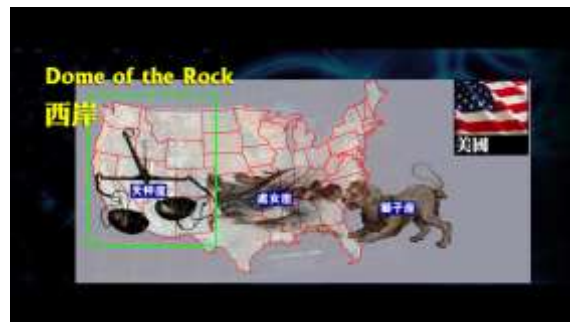 Dome of the Rock
西岸
美國
天秤座
處女座
獅子座